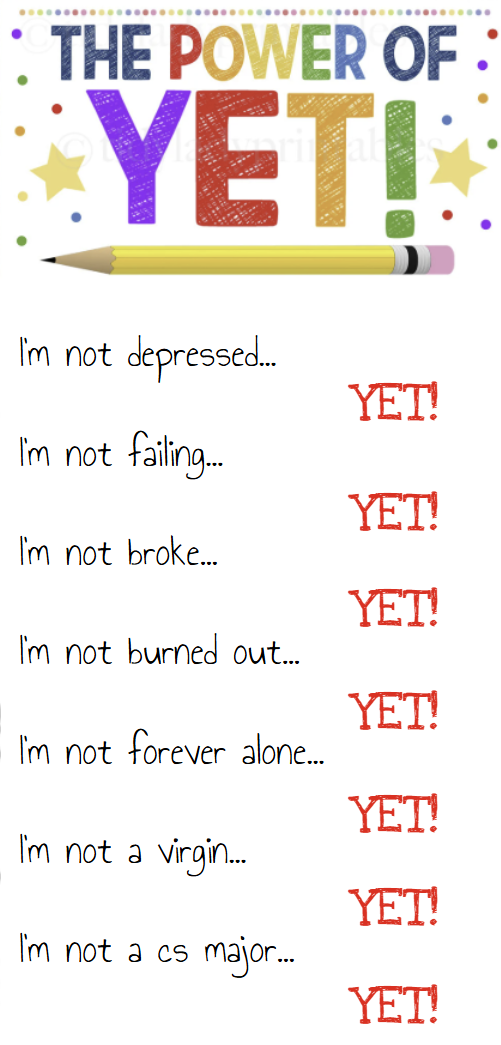 THE POWER OF
YET!
I'm not depressed...
YET!
I'm not failing...
YET!
I'm not broke...
YET!
I'm not burned out...
YET!
I'm not forever alone...
YET!
I'm not a virgin...
YET!
I'm not a cs major...
YET!